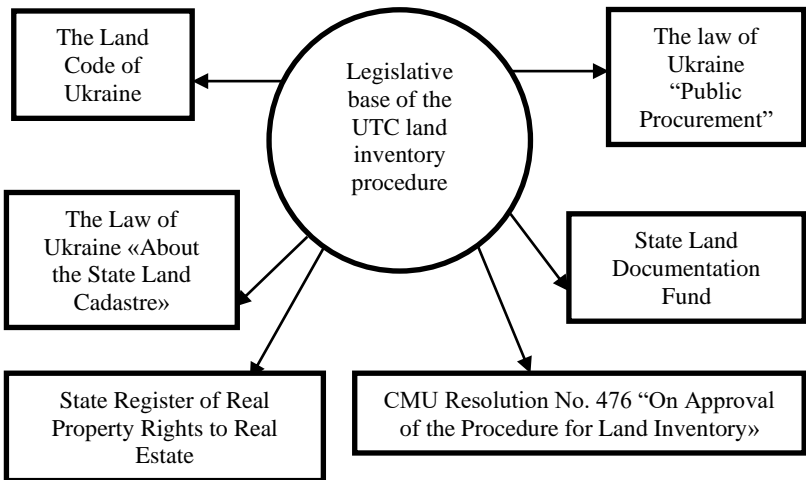 The Land
Code of
Ukraine
Legislative
base of the
UTC land
inventory
procedure
The law of
Ukraine
“Public
Procurement”
The Law of
Ukraine «About
the State Land
Cadastre»
State Land
Documentation
Fund
State Register of Real
Property Rights to Real
Estate
CMU Resolution No. 476 “On Approval
of the Procedure for Land Inventory»